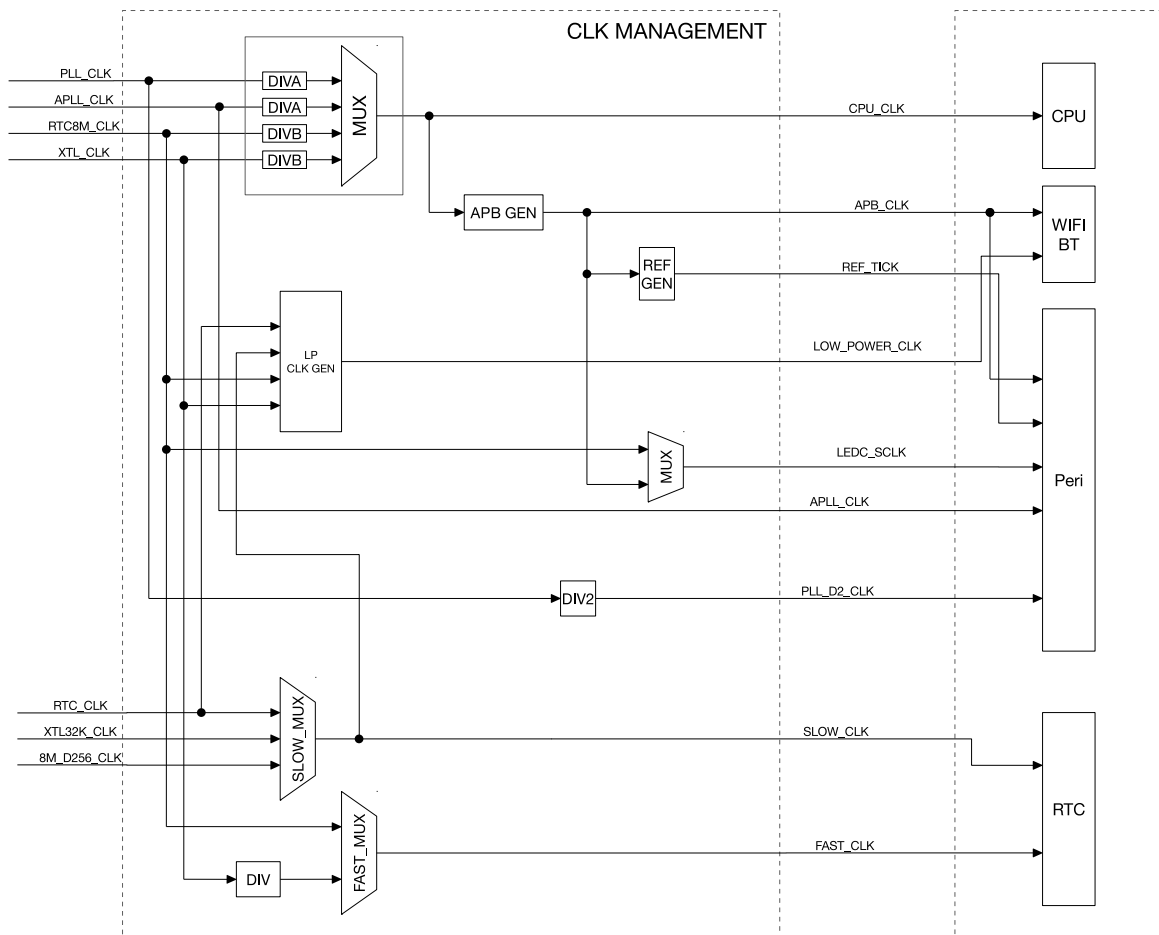 CLK MANAGEMENT
PLL_CLK
APLL_CLK
RTC8M_CLK
XTL_CLK
DIVA
DIVA
DIVB
DIVB
MUX
CPU_CLK
CPU
APB GEN
APB_CLK
WIFI
BT
REF
GEN
REF_TICK
LP
CLK GEN
LOW_POWER_CLK
MUX
LEDC_SCLK
Peri
APLL_CLK
DIV2
PLL_D2_CLK
RTC_CLK
XTL32K_CLK
8M_D256_CLK
SLOW_MUX
SLOW_CLK
RTC
FAST_MUX
FAST_CLK
DIV